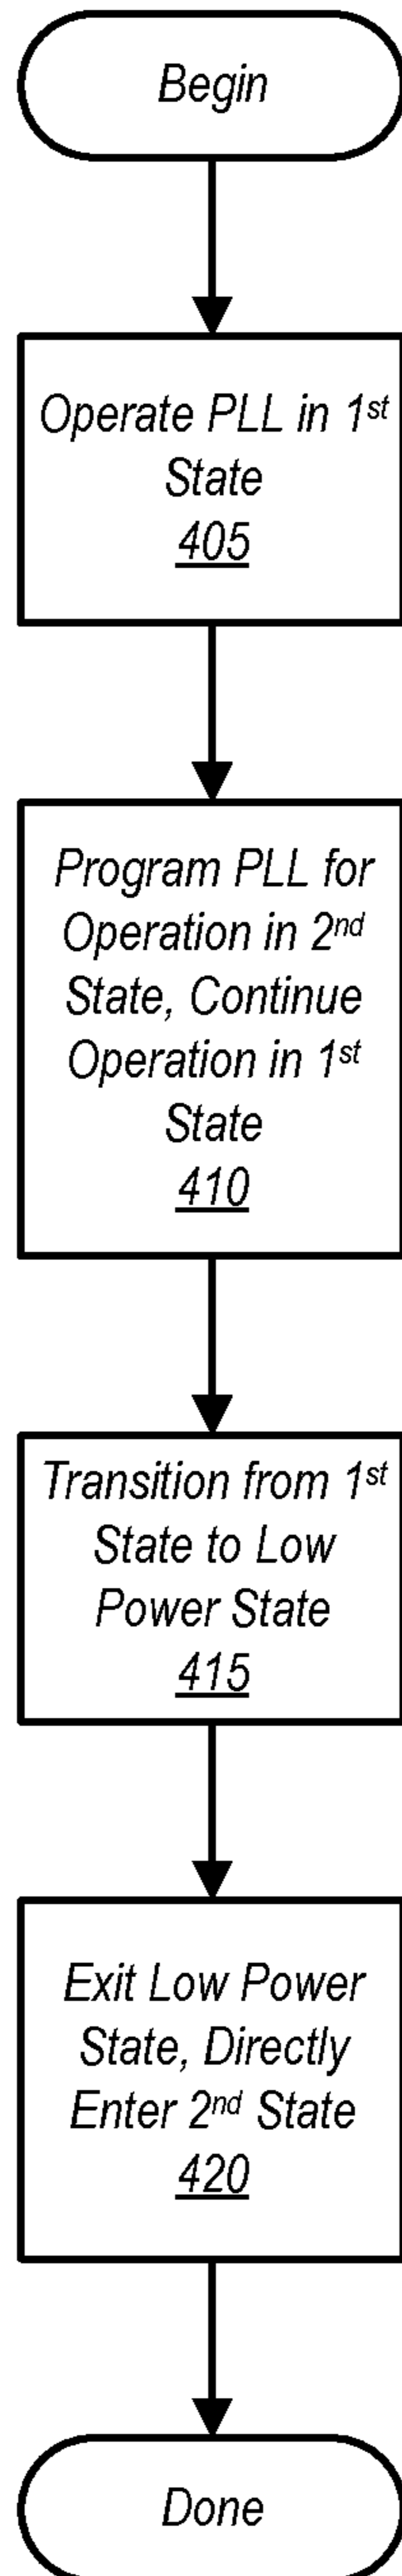 Begin
Operate PLL in 1st
State
405
Program PLL for
Operation in 2nd
State, Continue
Operation in 1st
State
410
Transition from 1st
State to Low
Power State
415
Exit Low Power
State, Directly
Enter 2nd State
420
Done